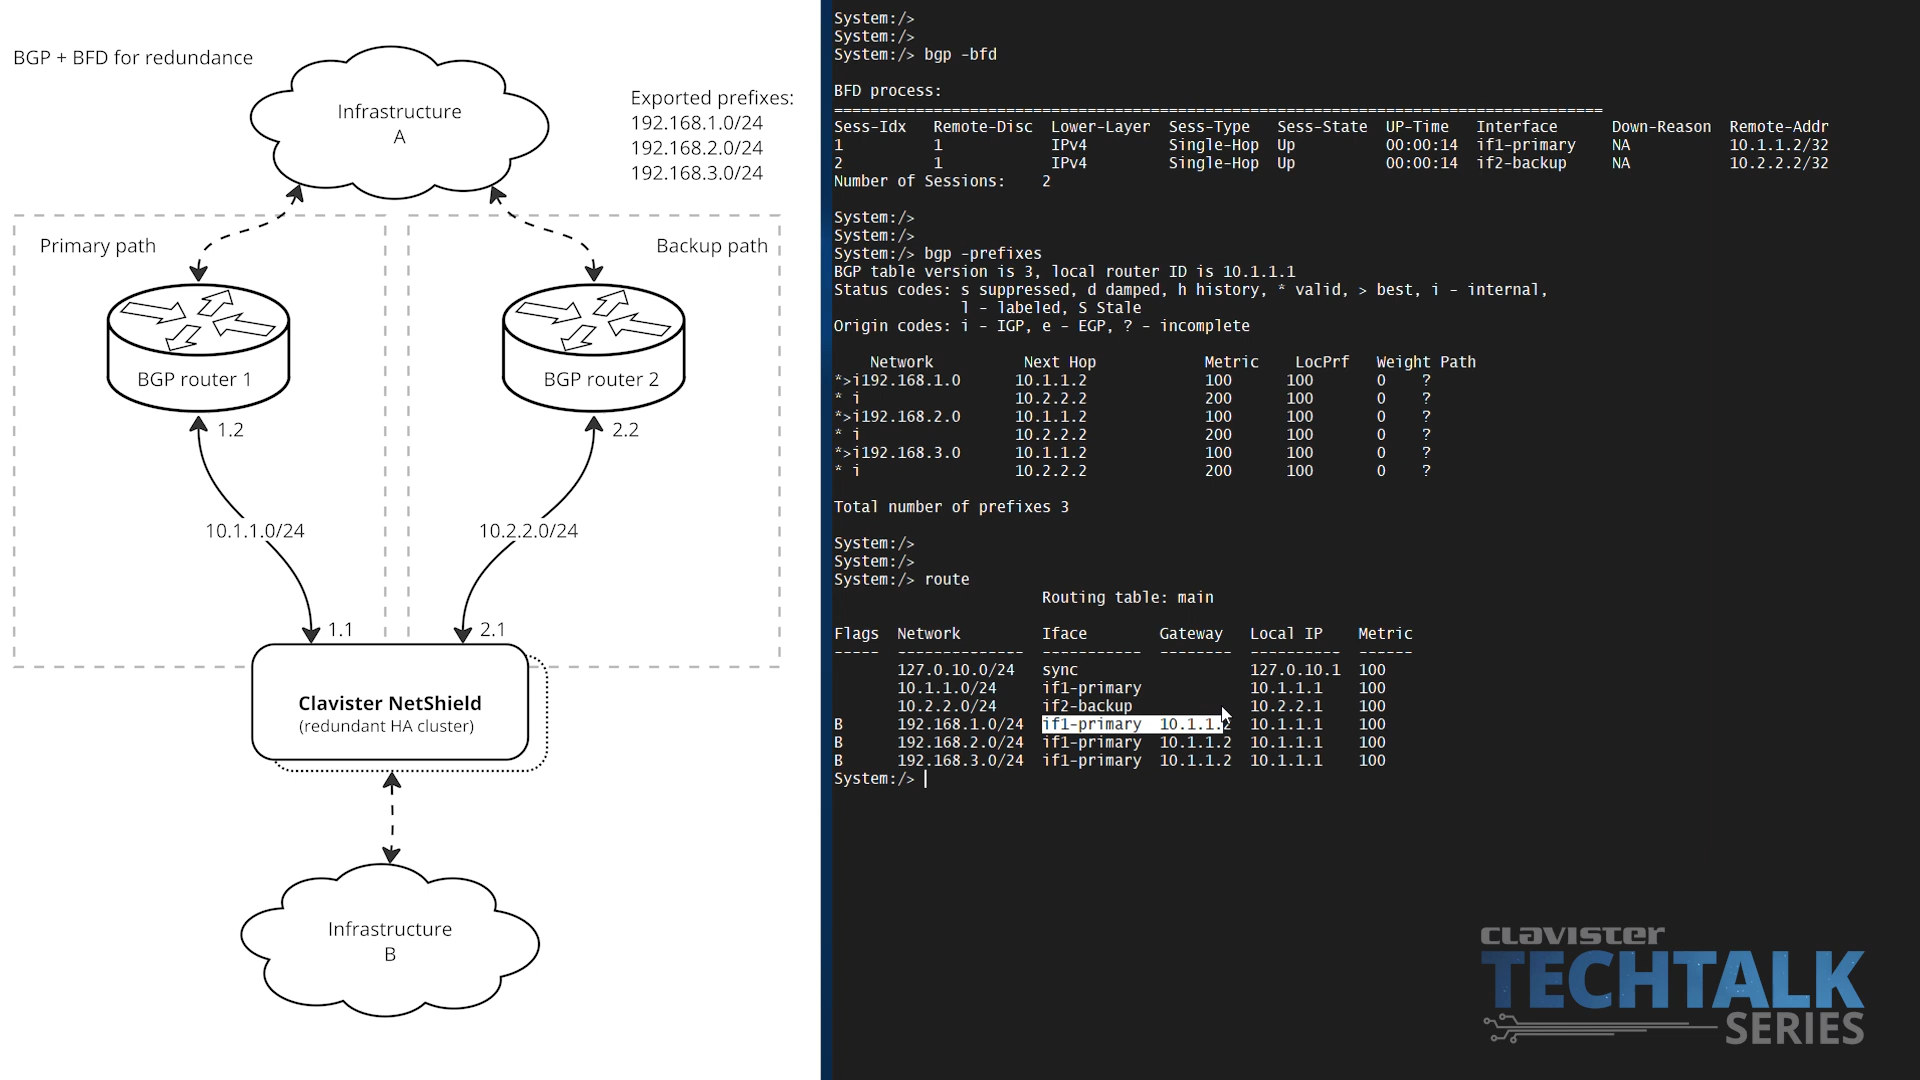 BGP + BFD for redundance
Infrastructure
A
Exported prefixes:
192.168.1.0/24
192.168.2.0/24
192.168.3.0/24
Primary path
Backup path
BGP router 1
BGP router 2
1.2
2.2
10.1.1.0/24
10.2.2.0/24
1.1
2.1
Clavister NetShield
(redundant HA cluster)
Infrastructure
B
System:/>
System:/>
System:/> bgp -bfd
BFD process:
=====================================================================================
Sess-Idx   Remote-Disc  Lower-Layer  Sess-Type   Sess-State  UP-Time   Interface      Down-Reason  Remote-Addr
1          1            IPv4         Single-Hop  Up          00:00:14  if1-primary    NA           10.1.1.2/32
2          1            IPv4         Single-Hop  Up          00:00:14  if2-backup     NA           10.2.2.2/32
Number of Sessions:    2
System:/>
System:/>
System:/> bgp -prefixes
BGP table version is 3, local router ID is 10.1.1.1
Status codes: s suppressed, d damped, h history, * valid, > best, i - internal,
l - labeled, S Stale
Origin codes: i - IGP, e - EGP, ? - incomplete
Network          Next Hop            Metric    LocPrf   Weight Path
*>i192.168.1.0      10.1.1.2             100      100       0    ?
* i                 10.2.2.2             200      100       0    ?
*>i192.168.2.0      10.1.1.2             100      100       0    ?
* i                 10.2.2.2             200      100       0    ?
*>i192.168.3.0      10.1.1.2             100      100       0    ?
* i                 10.2.2.2             200      100       0    ?
Total number of prefixes 3
System:/>
System:/>
System:/> route
Routing table: main
Flags  Network         Iface        Gateway   Local IP    Metric
-----  --------------  -----------  --------  ----------  ------
127.0.10.0/24   sync                   127.0.10.1  100
10.1.1.0/24     if1-primary            10.1.1.1    100
10.2.2.0/24     if2-backup             10.2.2.1    100
B      192.168.1.0/24  if1-primary  10.1.1.2  10.1.1.1    100
B      192.168.2.0/24  if1-primary  10.1.1.2  10.1.1.1    100
B      192.168.3.0/24  if1-primary  10.1.1.2  10.1.1.1    100
System:/>
clavister
TECHTALK
SERIES